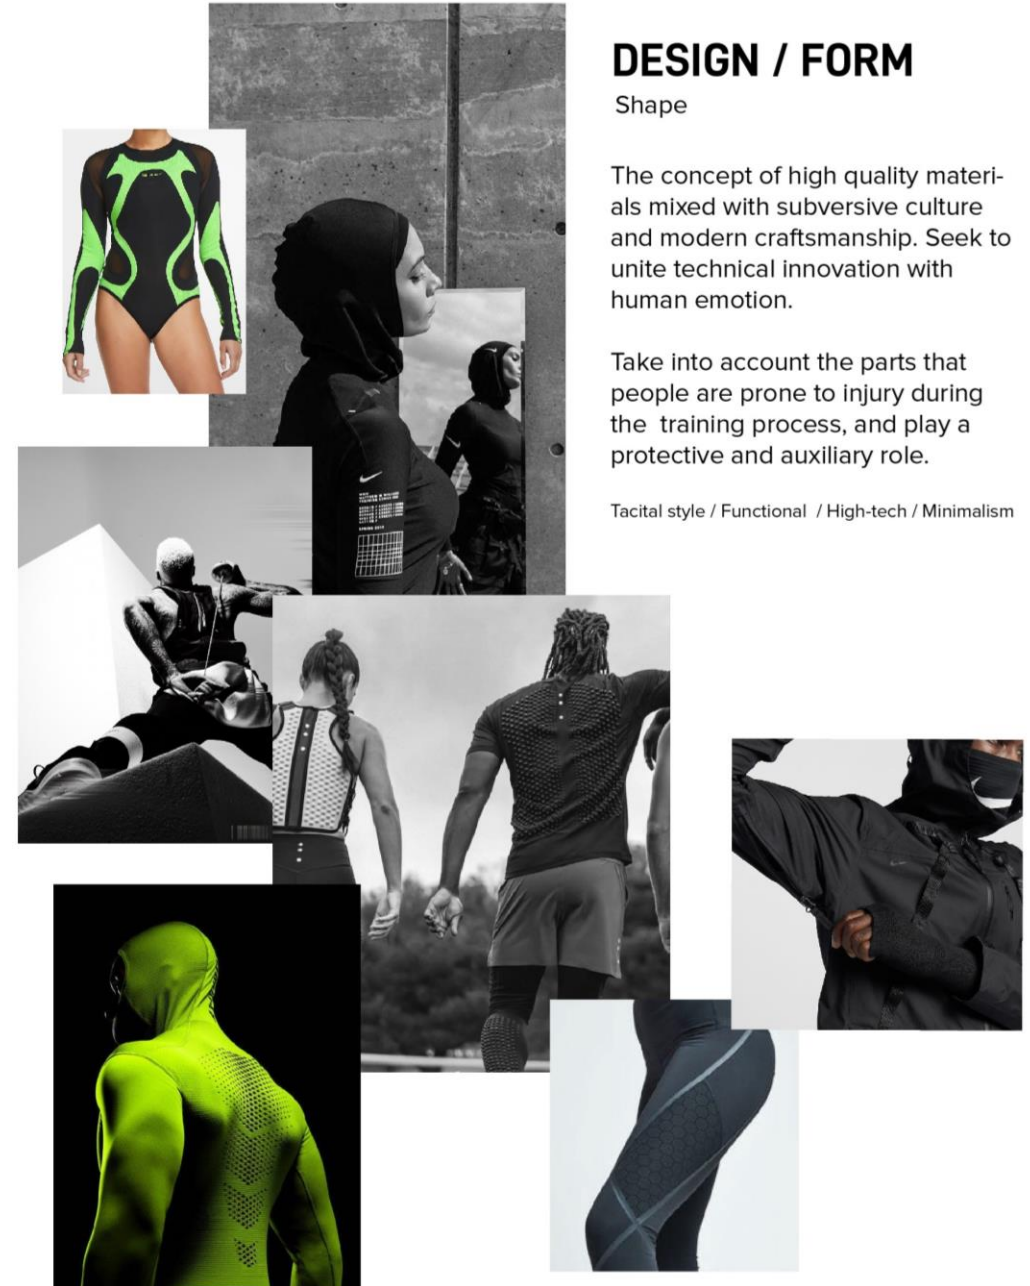 DESIGN / FORM
Shape
The concept of high quality materi-
als mixed with subversive culture
and modern craftsmanship. Seek to
unite technical innovation with
human emotion.
Take into account the parts that
people are prone to injury during
the  training process, and play a
protective and auxiliary role.
Tacital style / Functional  / High-tech / Minimalism